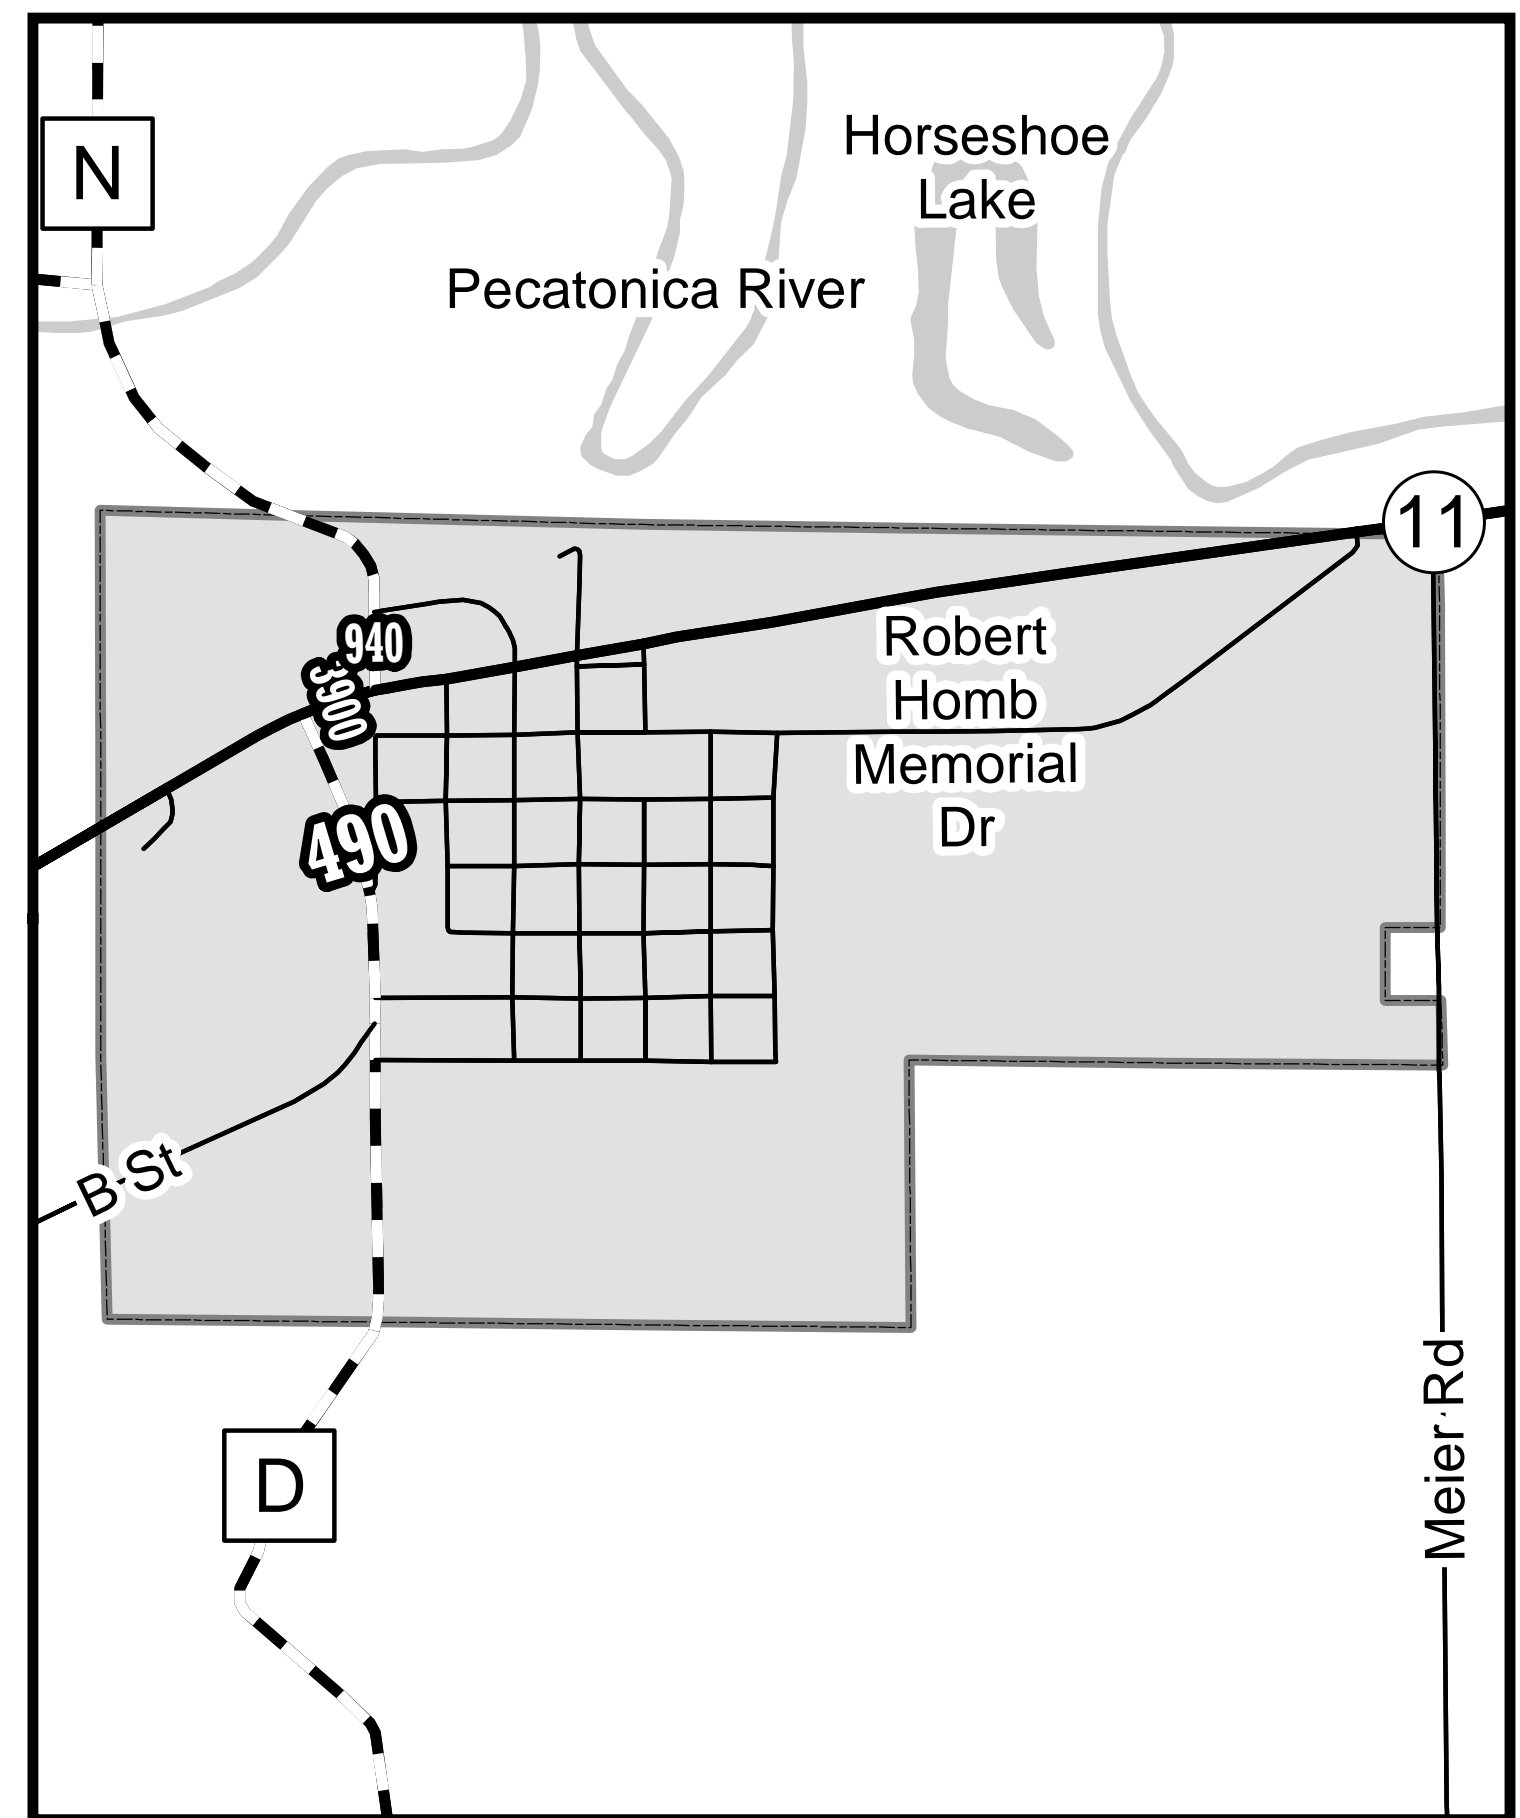 N
Horseshoe
Lake
Pecatonica River
11
940
3900
Robert
Homb
Memorial
Dr
490
B St
D
Meier Rd